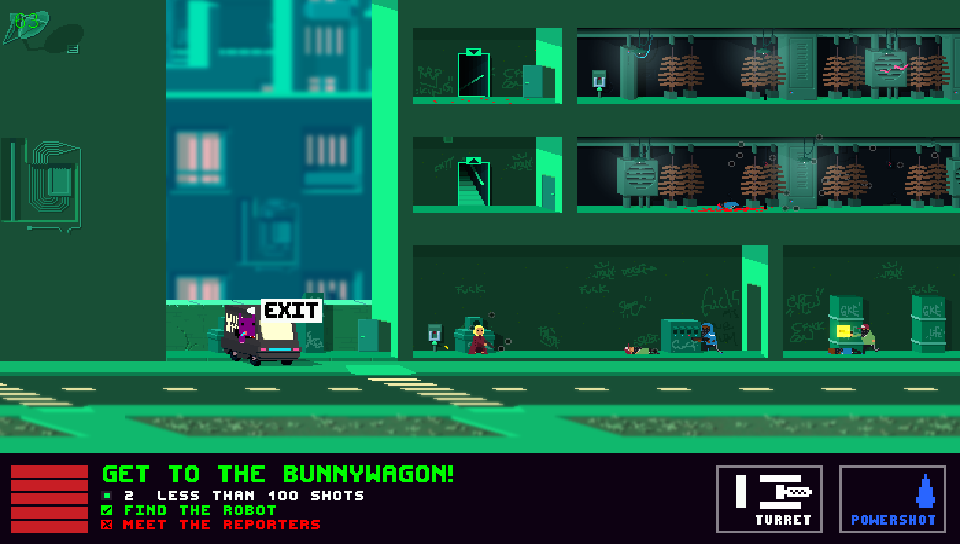 EXIT
GET TO THE BUNNYWAGON!
2 LESS THAN 100 SHOTS
FIND THE ROBOT
MEET THE REPORTERS
TURRET
POWERSHOT